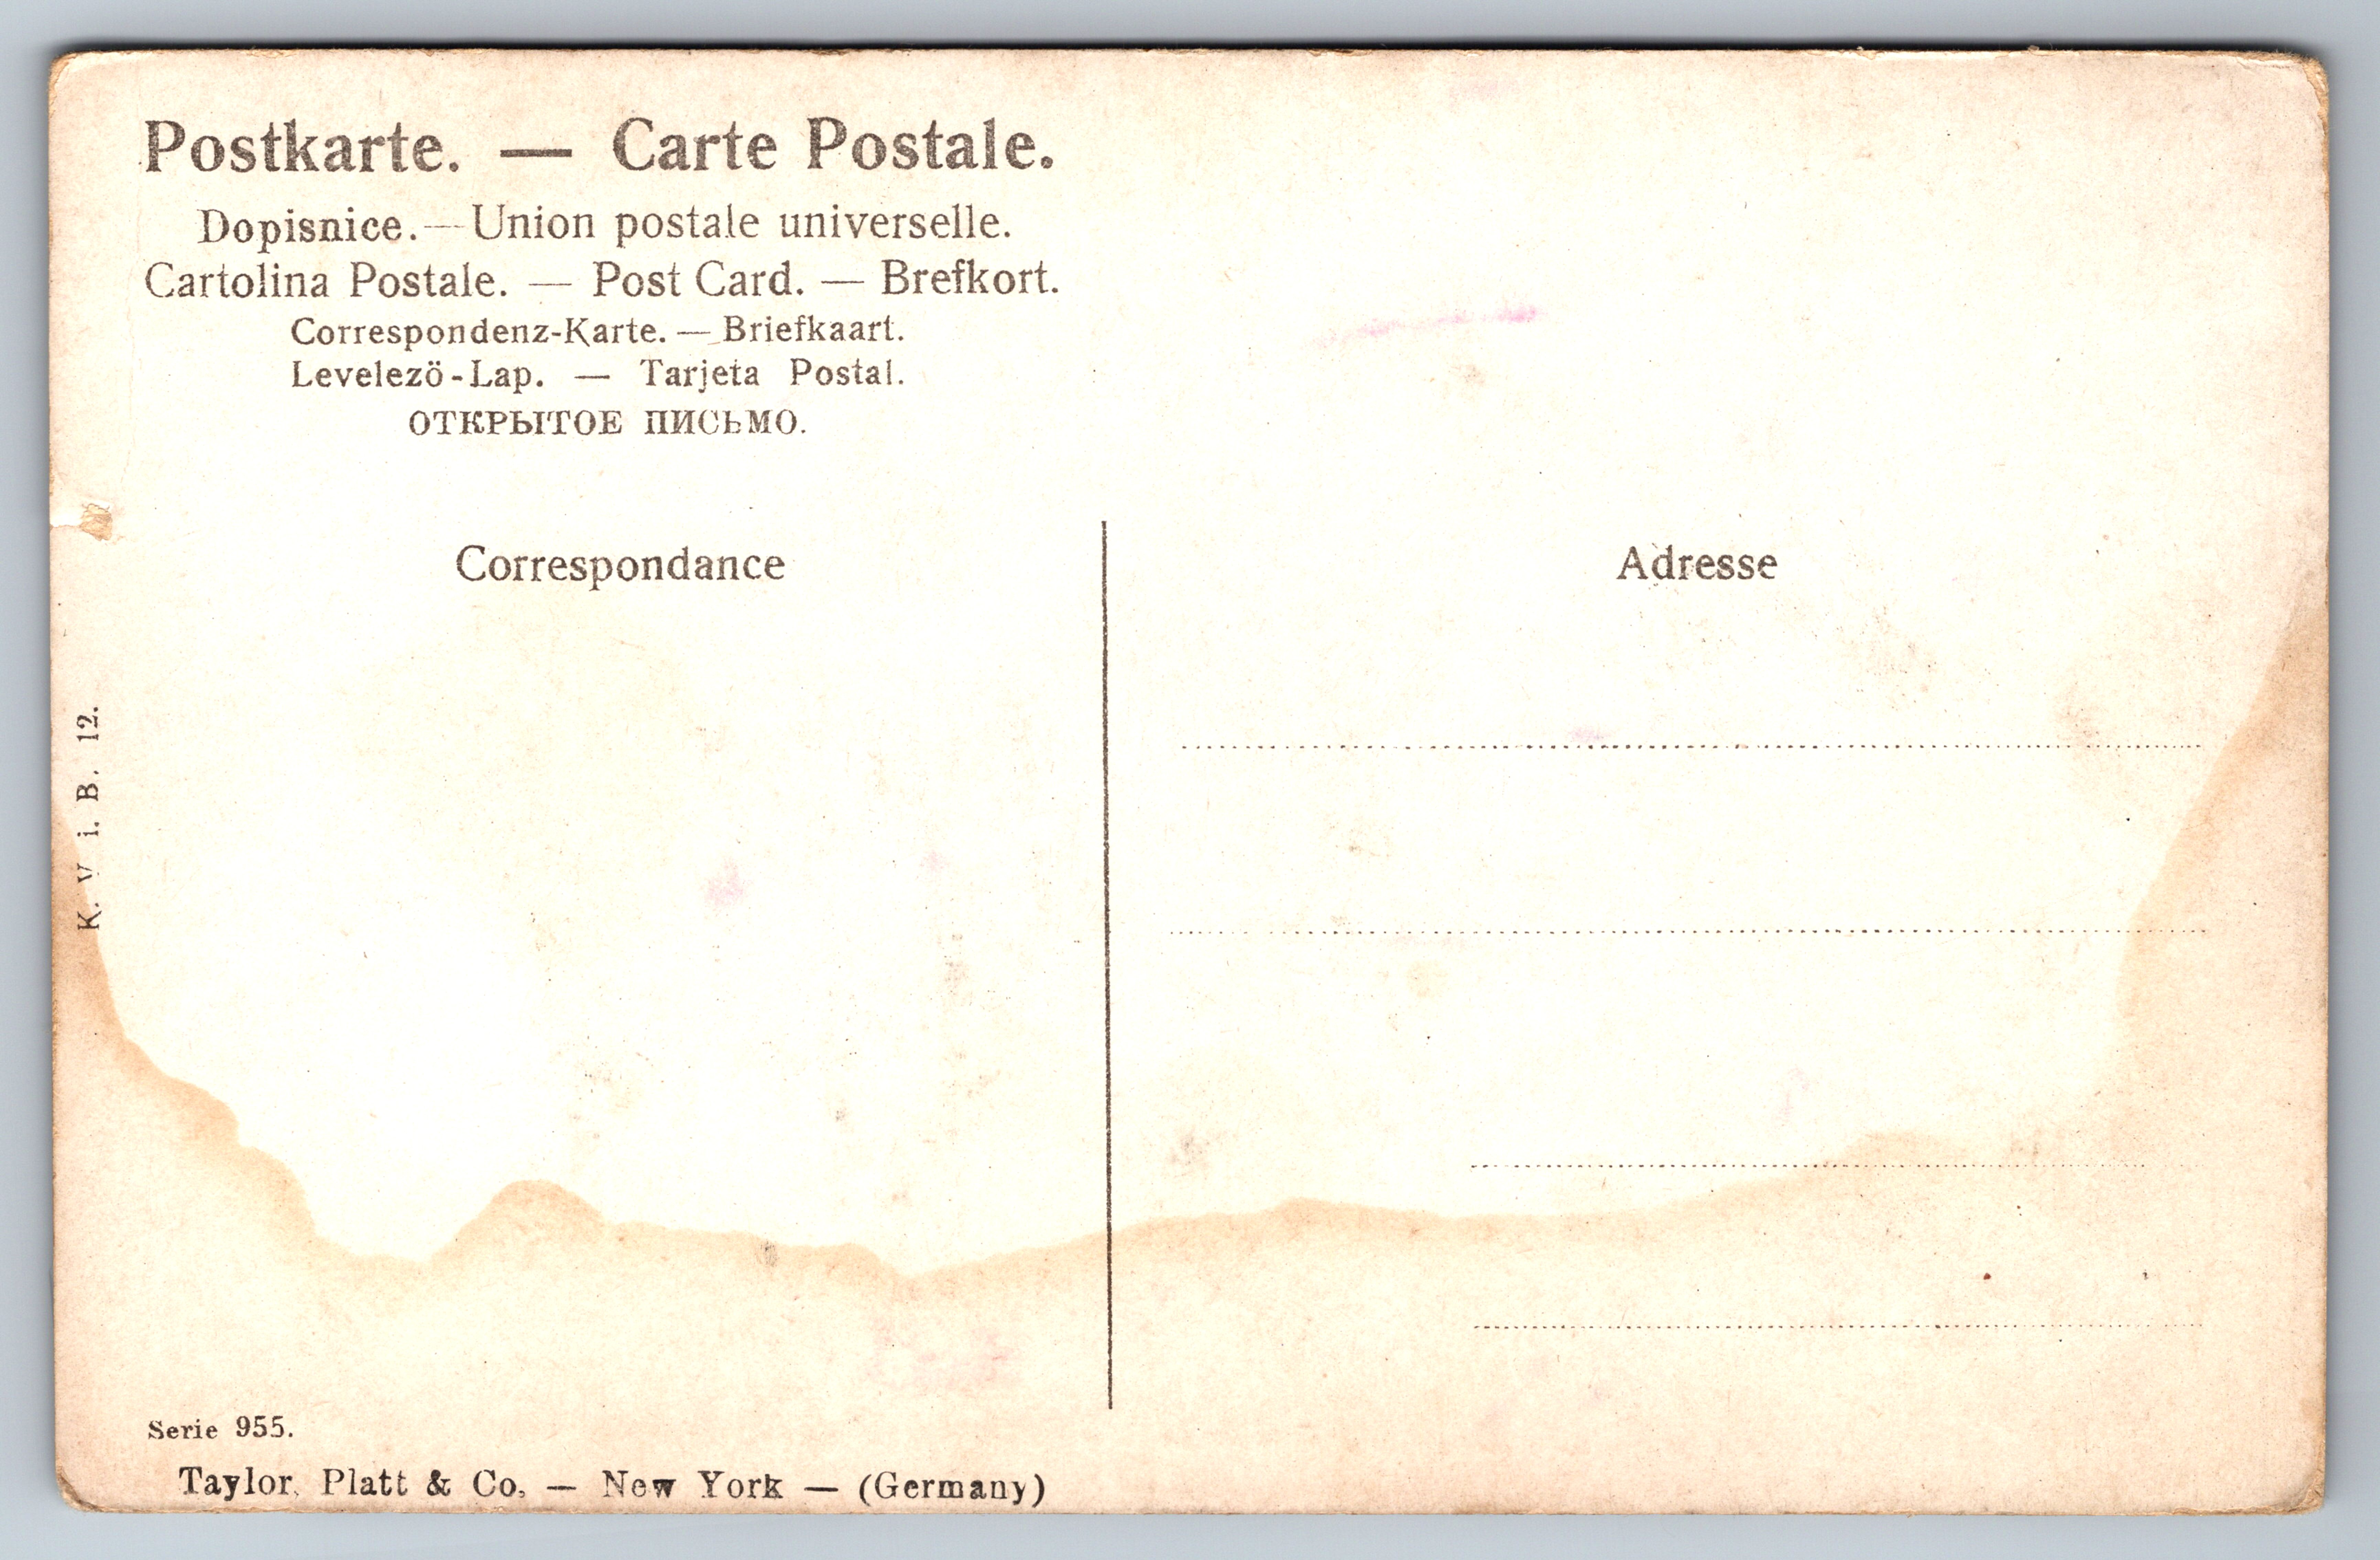 Postkarte. — Carte Postale.
Dopisnice. — Union postale universelle.
Cartolina Postale. — Post Card. — Brefkort.
Correspondenz-Karte. — Briefkaart.
Levelezö-Lap. — Tarjeta Postal.
ОТКРЫТОЕ ПИСЬМО.
Correspondance
Adresse
K. V i. B. 12.
Serie 955.
Taylor, Platt & Co, — New York — (Germany)